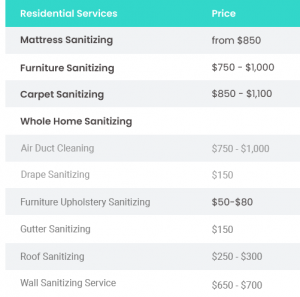 Residential Services Price
Mattress Sanitizing from $850
Furniture Sanitizing $750 - $1,000
Carpet Sanitizing $850 - $1,100
Whole Home Sanitizing
Air Duct Cleaning $750 - $1,000
Drape Sanitizing $150
Furniture Upholstery Sanitizing $50-$80
Gutter Sanitizing $150
Roof Sanitizing $250 - $300
Wall Sanitizing Service $650 - $700